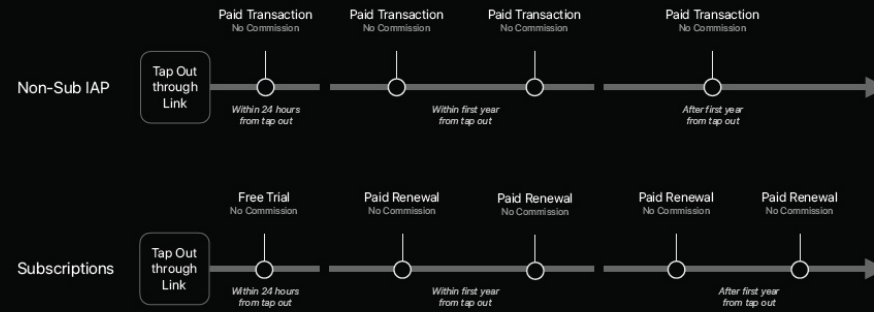 Paid Transaction
No Commission
Paid Transaction
No Commission
Paid Transaction
No Commission
Paid Transaction
No Commission
Non-Sub IAP
Tap Out
through
Link
Within 24 hours
from tap out
Within first year
from tap out
After first year
from tap out
Free Trial
No Commission
Paid Renewal
No Commission
Paid Renewal
No Commission
Paid Renewal
No Commission
Paid Renewal
No Commission
Subscriptions
Tap Out
through
Link
Within 24 hours
from tap out
Within first year
from tap out
After first year
from tap out